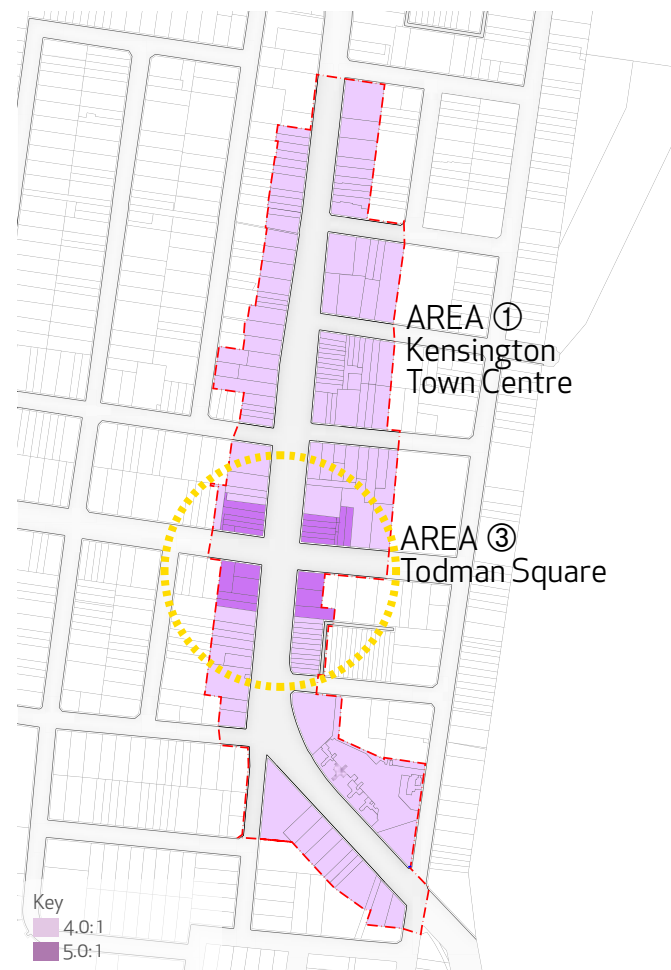 AREA ①
Kensington
Town Centre
AREA ③
Todman Square
Key
4.0:1
5.0:1